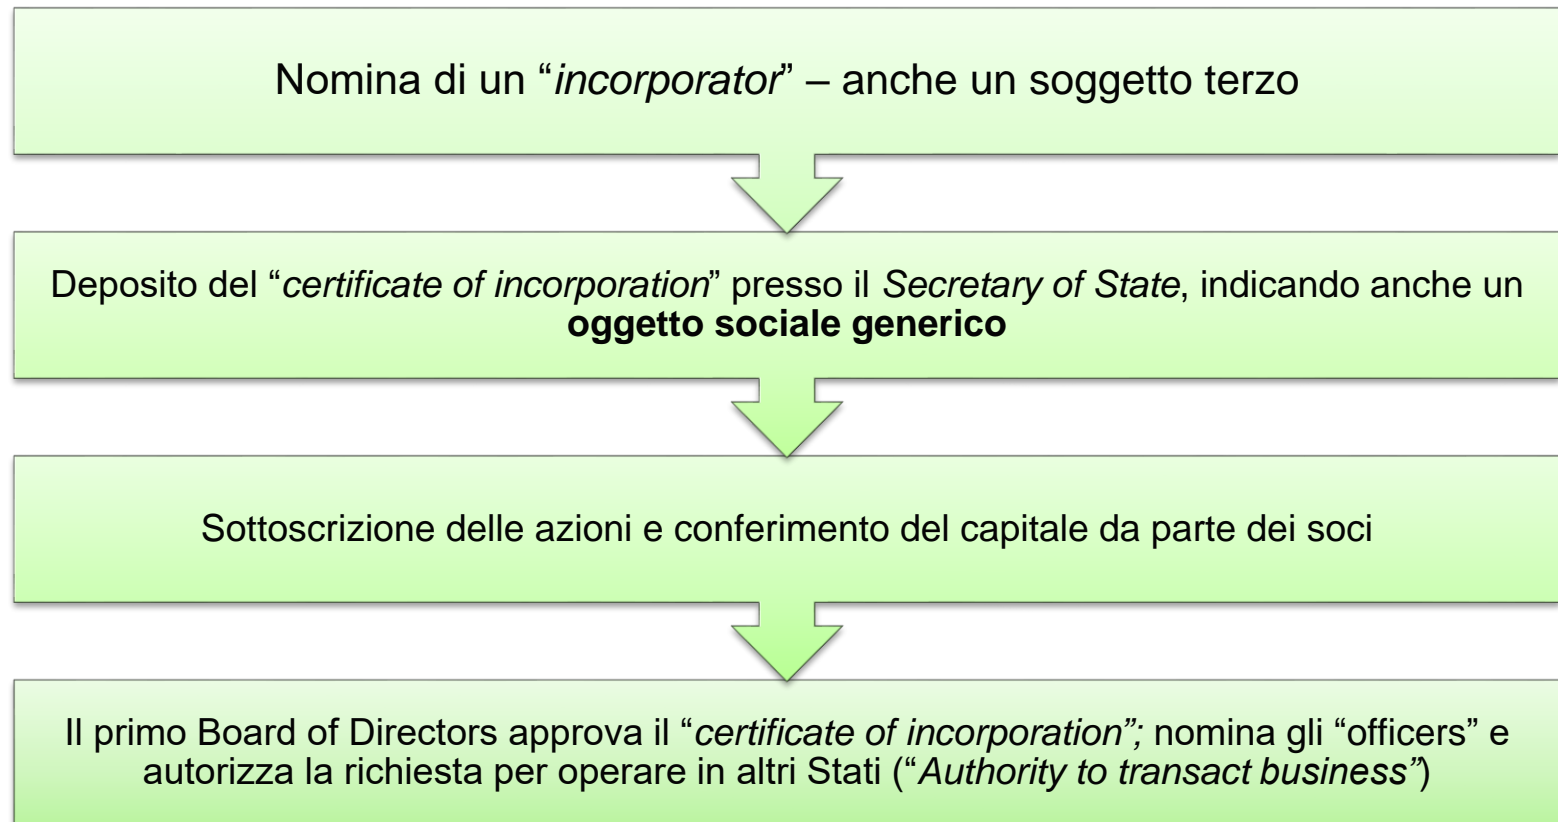 Nomina di un “incorporator” – anche un soggetto terzo
Deposito del “certificate of incorporation” presso il Secretary of State, indicando anche un
oggetto sociale generico
Sottoscrizione delle azioni e conferimento del capitale da parte dei soci
Il primo Board of Directors approva il “certificate of incorporation”; nomina gli “officers” e
autorizza la richiesta per operare in altri Stati (“Authority to transact business”)